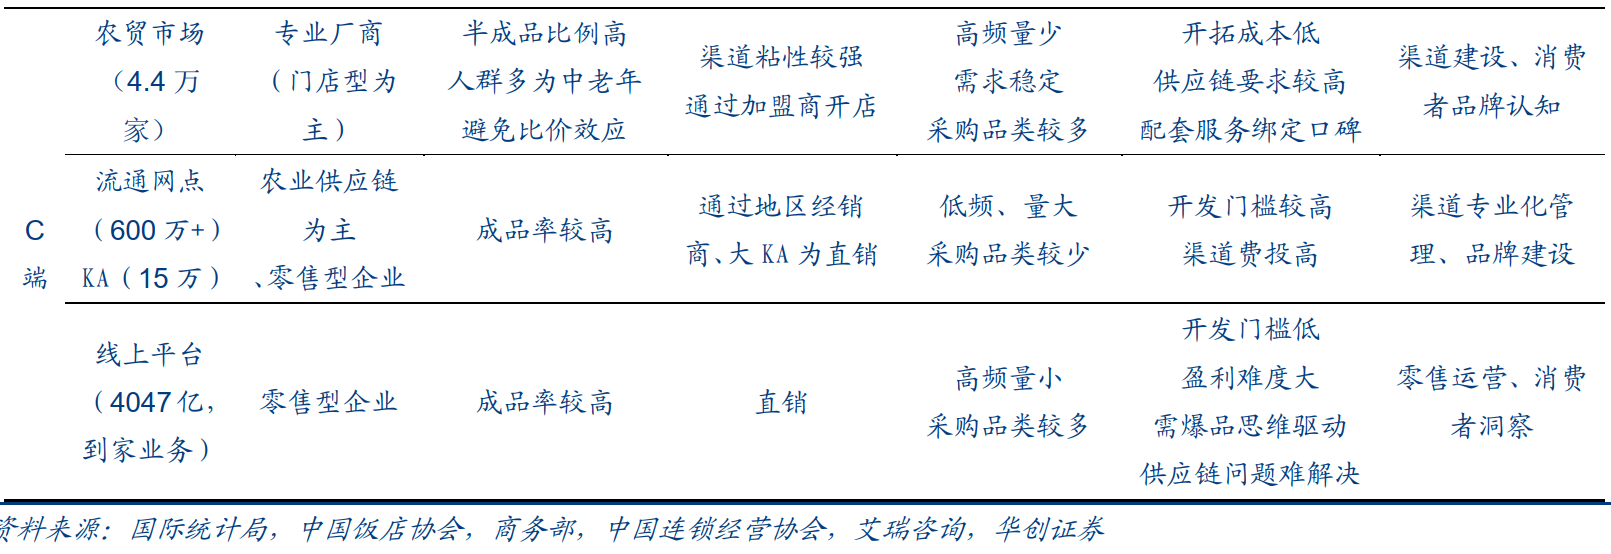 农贸市场
（4.4 万
家）
专业厂商
（门店型为
主）
半成品比例高
人群多为中老年
避免比价效应
渠道粘性较强
通过加盟商开店
高频量少
需求稳定
采购品类较多
开拓成本低
供应链要求较高
配套服务绑定口碑
渠道建设、消费
者品牌认知
C
端
流通网点
（600 万+）
KA（15 万）
农业供应链
为主
、零售型企业
成品率较高
通过地区经销
商、大 KA 为直销
低频、量大
采购品类较少
开发门槛较高
渠道费投高
渠道专业化管
理、品牌建设
线上平台
（4047 亿，
到家业务）
零售型企业
成品率较高
直销
高频量小
采购品类较多
开发门槛低
盈利难度大
需爆品思维驱动
供应链问题难解决
零售运营、消费
者洞察
资料来源：国际统计局，中国饭店协会，商务部，中国连锁经营协会，艾瑞咨询，华创证券